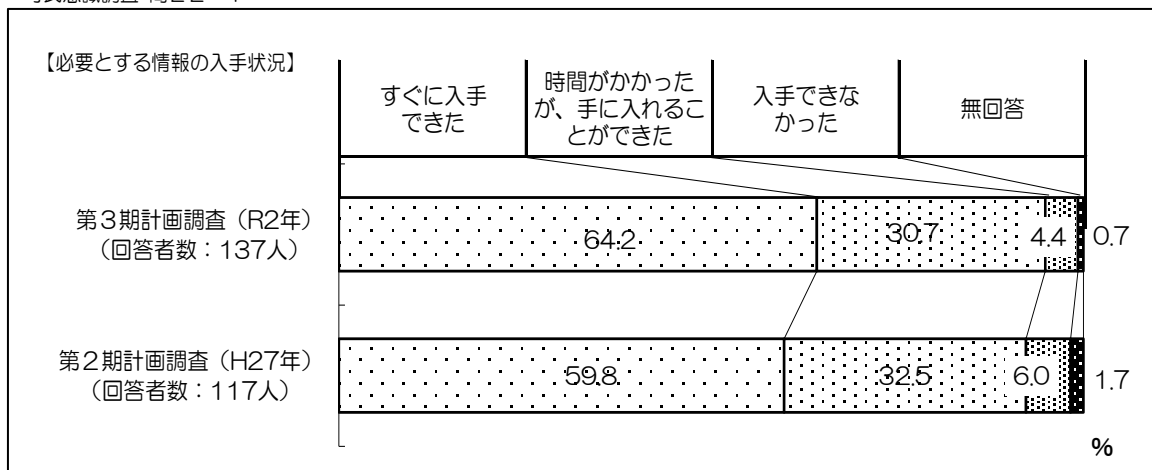 【必要とする情報の入手状況】
すぐに入手
できた
時間がかかった
が、手に入れるこ
とができた
入手できな
かった
無回答
第3期計画調査（R2年）
（回答者数：137人）
64.2
30.7
4.4
0.7
第2期計画調査（H27年）
（回答者数：117人）
59.8
32.5
6.0
1.7
%